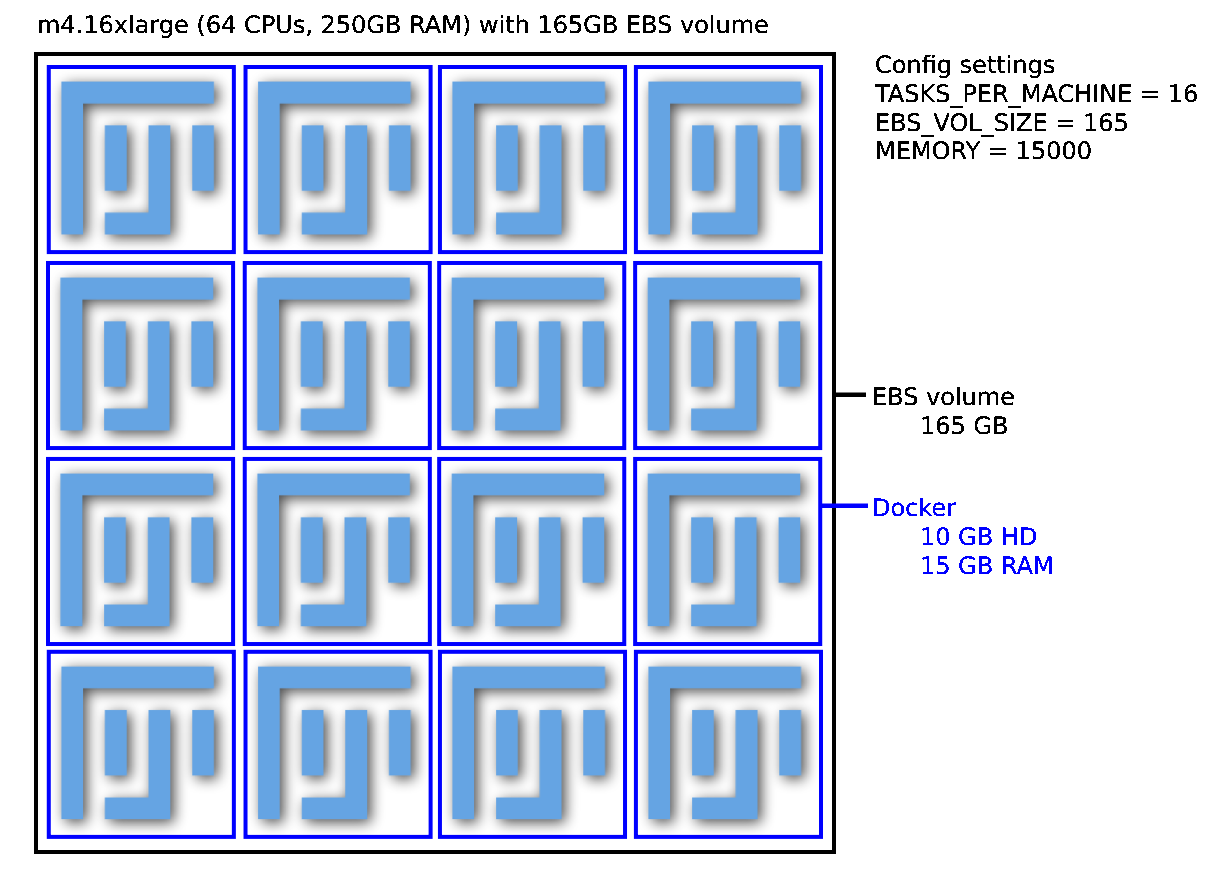 m4.16xlarge (64 CPUs, 250GB RAM) with 165GB EBS volume
Config settings
TASKS_PER_MACHINE = 16
EBS_VOL_SIZE = 165
MEMORY = 15000
EBS volume
165 GB
Docker
10 GB HD
15 GB RAM